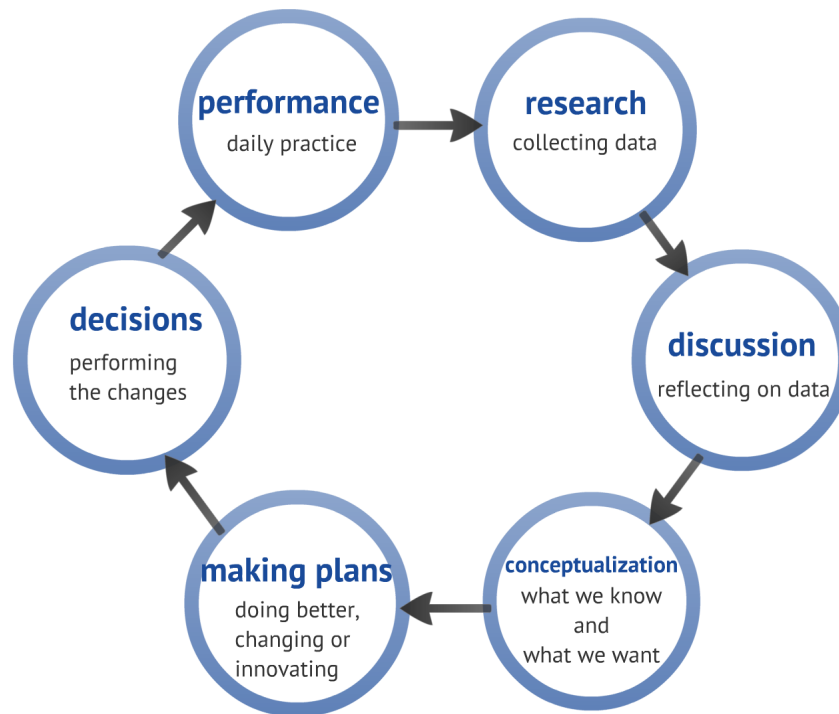 performance
daily practice
research
collecting data
discussion
reflecting on data
conceptualization
what we know
and
what we want
making plans
doing better,
changing or
innovating
decisions
performing
the changes